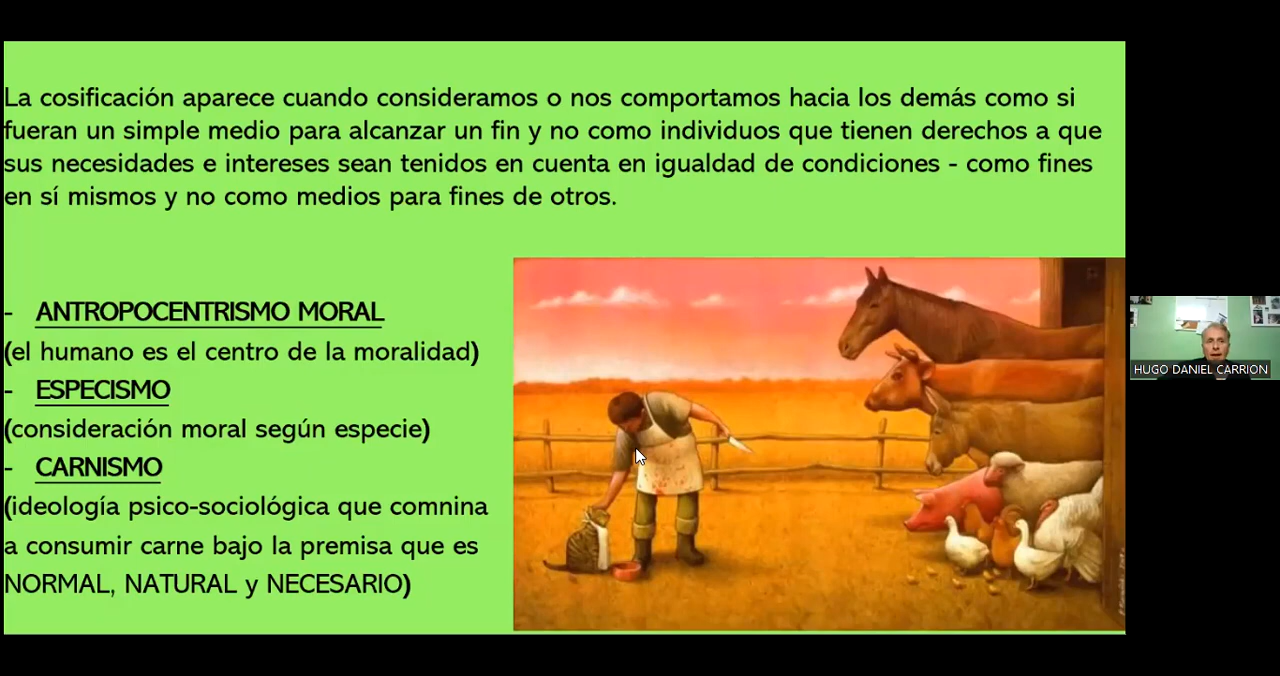 La cosificación aparece cuando consideramos o nos comportamos hacia los demás como si
fueran un simple medio para alcanzar un fin y no como individuos que tienen derechos a que
sus necesidades e intereses sean tenidos en cuenta en igualdad de condiciones - como fines
en sí mismos y no como medios para fines de otros.
- ANTROPOCENTRISMO MORAL
(el humano es el centro de la moralidad)
- ESPECISMO
(consideración moral según especie)
- CARNISMO
(ideología psico-sociológica que comnina
a consumir carne bajo la premisa que es
NORMAL, NATURAL y NECESARIO)
HUGO DANIEL CARRION